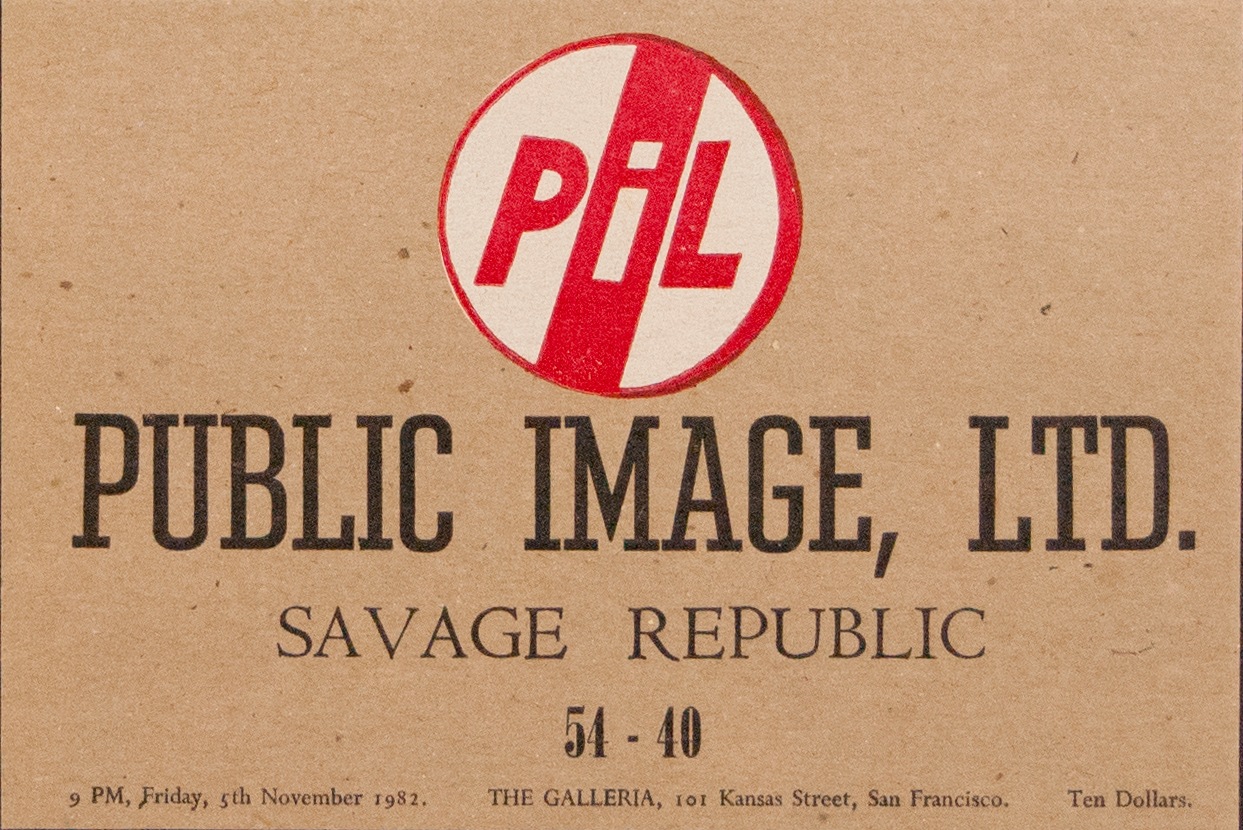 PiL
PUBLIC IMAGE, LTD.
SAVAGE REPUBLIC
54 - 40
9 PM, Friday, 5th November 1982. THE GALLERIA, 101 Kansas Street, San Francisco. Ten Dollars.